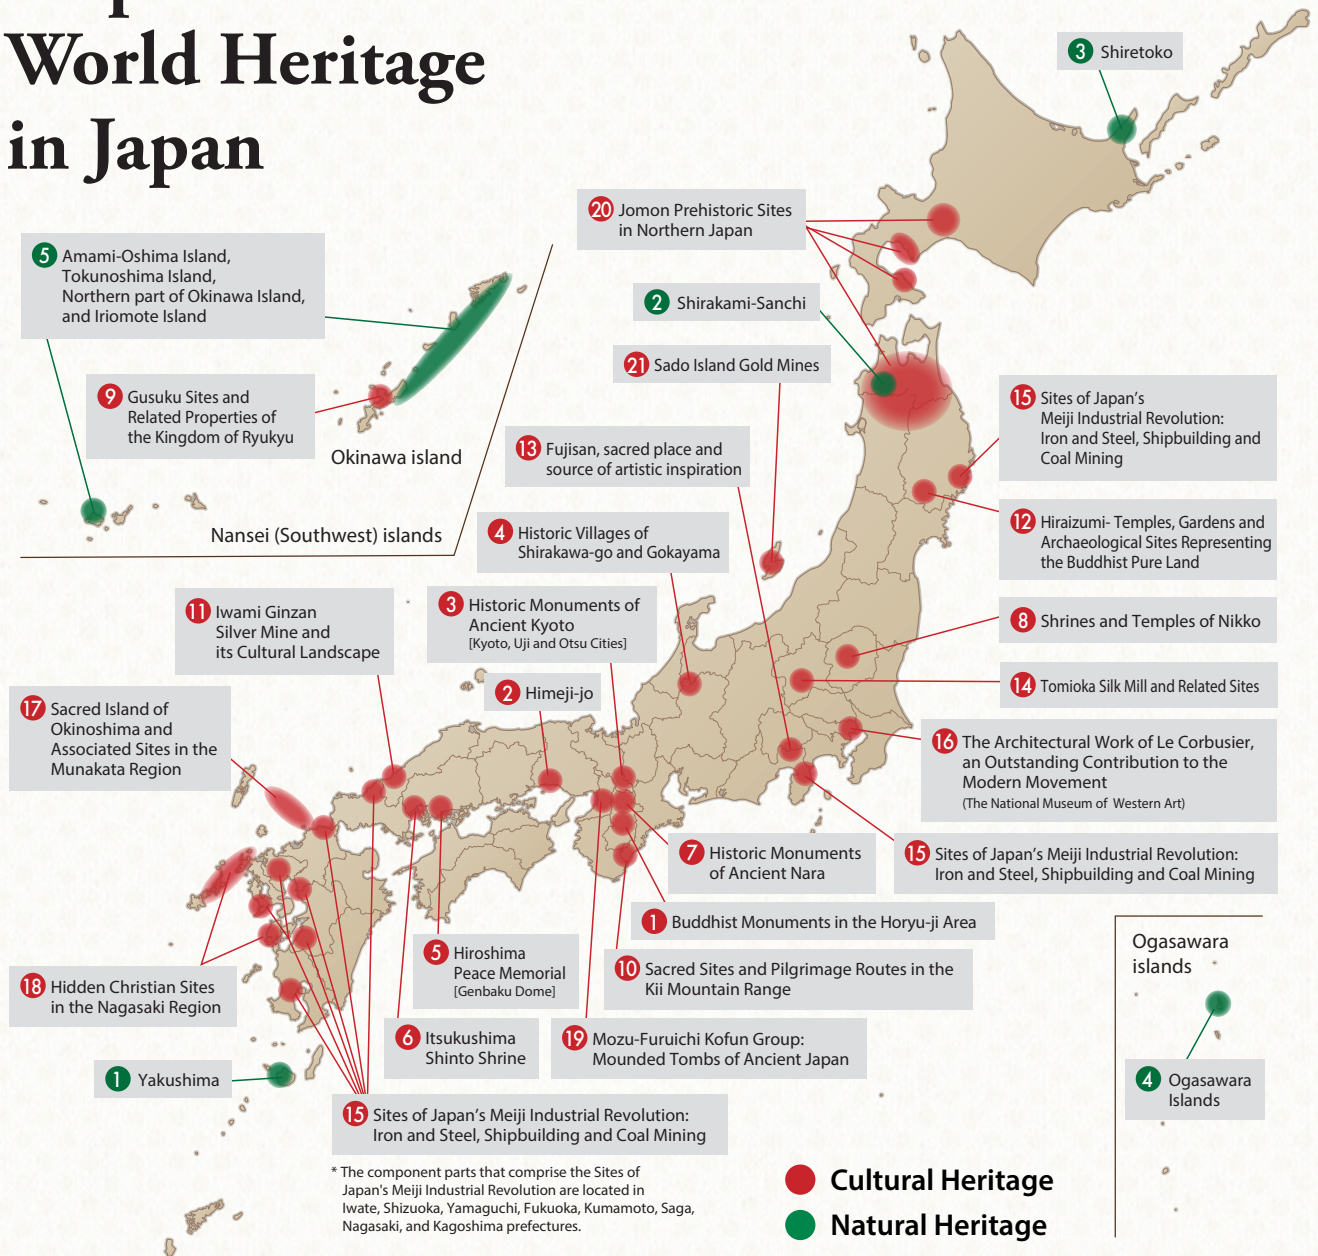 World Heritage
in Japan
3 Shiretoko
20 Jomon Prehistoric Sites
in Northern Japan
5 Amami-Oshima Island,
Tokunoshima Island,
Northern part of Okinawa Island,
and Iriomote Island
2 Shirakami-Sanchi
21 Sado Island Gold Mines
9 Gusuku Sites and
Related Properties of
the Kingdom of Ryukyu
Okinawa island
Nansei (Southwest) islands
15 Sites of Japan's
Meiji Industrial Revolution:
Iron and Steel, Shipbuilding and
Coal Mining
13 Fujisan, sacred place and
source of artistic inspiration
12 Hiraizumi- Temples, Gardens and
Archaeological Sites Representing
the Buddhist Pure Land
4 Historic Villages of
Shirakawa-go and Gokayama
11 Iwami Ginzan
Silver Mine and
its Cultural Landscape
3 Historic Monuments of
Ancient Kyoto
[Kyoto, Uji and Otsu Cities]
8 Shrines and Temples of Nikko
2 Himeji-jo
14 Tomioka Silk Mill and Related Sites
17 Sacred Island of
Okinoshima and
Associated Sites in the
Munakata Region
16 The Architectural Work of Le Corbusier,
an Outstanding Contribution to the
Modern Movement
(The National Museum of Western Art)
7 Historic Monuments
of Ancient Nara
15 Sites of Japan's Meiji Industrial Revolution:
Iron and Steel, Shipbuilding and Coal Mining
1 Buddhist Monuments in the Horyu-ji Area
5 Hiroshima
Peace Memorial
[Genbaku Dome]
10 Sacred Sites and Pilgrimage Routes in the
Kii Mountain Range
Ogasawara
islands
18 Hidden Christian Sites
in the Nagasaki Region
6 Itsukushima
Shinto Shrine
19 Mozu-Furuichi Kofun Group:
Mounded Tombs of Ancient Japan
1 Yakushima
4 Ogasawara
Islands
15 Sites of Japan's Meiji Industrial Revolution:
Iron and Steel, Shipbuilding and Coal Mining
* The component parts that comprise the Sites of
Japan's Meiji Industrial Revolution are located in
Iwate, Shizuoka, Yamaguchi, Fukuoka, Kumamoto, Saga,
Nagasaki, and Kagoshima prefectures.
Cultural Heritage
Natural Heritage